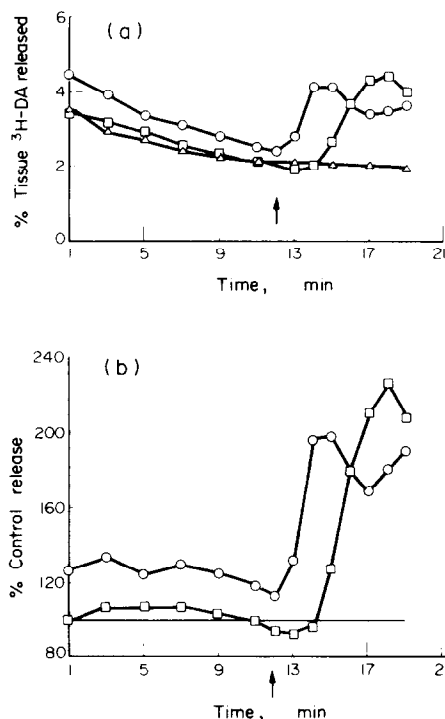 (a)
% Tissue ³H-DA released
6
4
2
0
1 5 9 13 17 21
Time, min
(b)
% Control release
240
200
160
120
80
1 5 9 13 17 2
Time, min